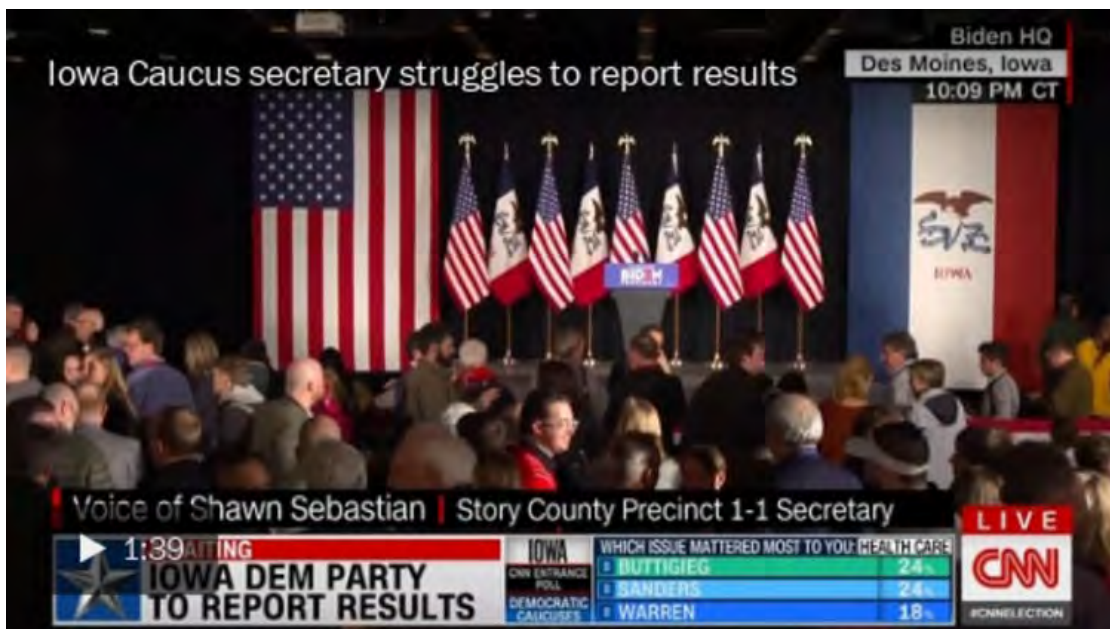 Iowa Caucus secretary struggles to report results
Biden HQ
Des Moines, Iowa
10:09 PM CT
BIDEN
IOWA
Voice of Shawn Sebastian | Story County Precinct 1-1 Secretary
1:39
AITING
IOWA DEM PARTY
TO REPORT RESULTS
IOWA
CNN ENTRANCE
POLL
DEMOCRATIC
CAUCUSES
WHICH ISSUE MATTERED MOST TO YOU: HEALTH CARE
D BUTTIGIEG 24%
D SANDERS 24%
D WARREN 18%
LIVE
CNN
#CNNELECTION